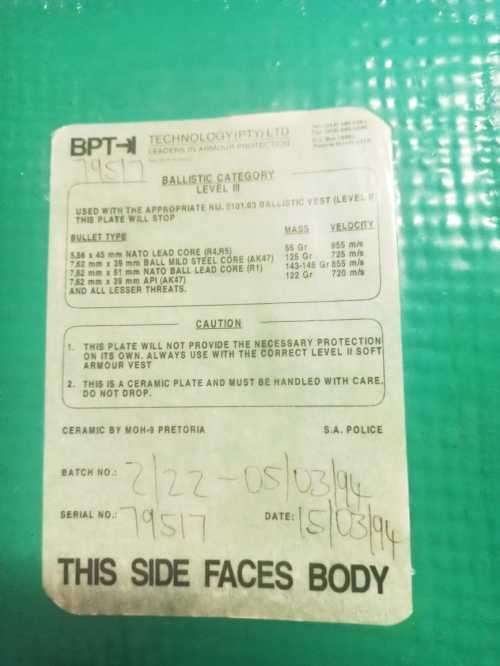 BPT TECHNOLOGY (PTY) LTD
LEADERS IN ARMOUR PROTECTION
79517
BALLISTIC CATEGORY
LEVEL III
USED WITH THE APPROPRIATE NIJ. 0101.03 BALLISTIC VEST (LEVEL II
THIS PLATE WILL STOP
BULLET TYPE MASS VELOCITY
5,56 x 45 mm NATO LEAD CORE (R4,R5) 55 Gr 955 m/s
7,62 mm x 39 mm BALL MILD STEEL CORE (AK47) 125 Gr 725 m/s
7,62 mm x 51 mm NATO BALL LEAD CORE (R1) 143-146 Gr 855 m/s
7,62 mm x 39 mm API (AK47) 122 Gr 720 m/s
AND ALL LESSER THREATS.
CAUTION
1. THIS PLATE WILL NOT PROVIDE THE NECESSARY PROTECTION
ON ITS OWN. ALWAYS USE WITH THE CORRECT LEVEL II SOFT
ARMOUR VEST
2. THIS IS A CERAMIC PLATE AND MUST BE HANDLED WITH CARE.
DO NOT DROP.
CERAMIC BY MOH-9 PRETORIA S.A. POLICE
BATCH NO.: 2/22 - 05/03/94
SERIAL NO.: 79517 DATE: 15/03/94
THIS SIDE FACES BODY